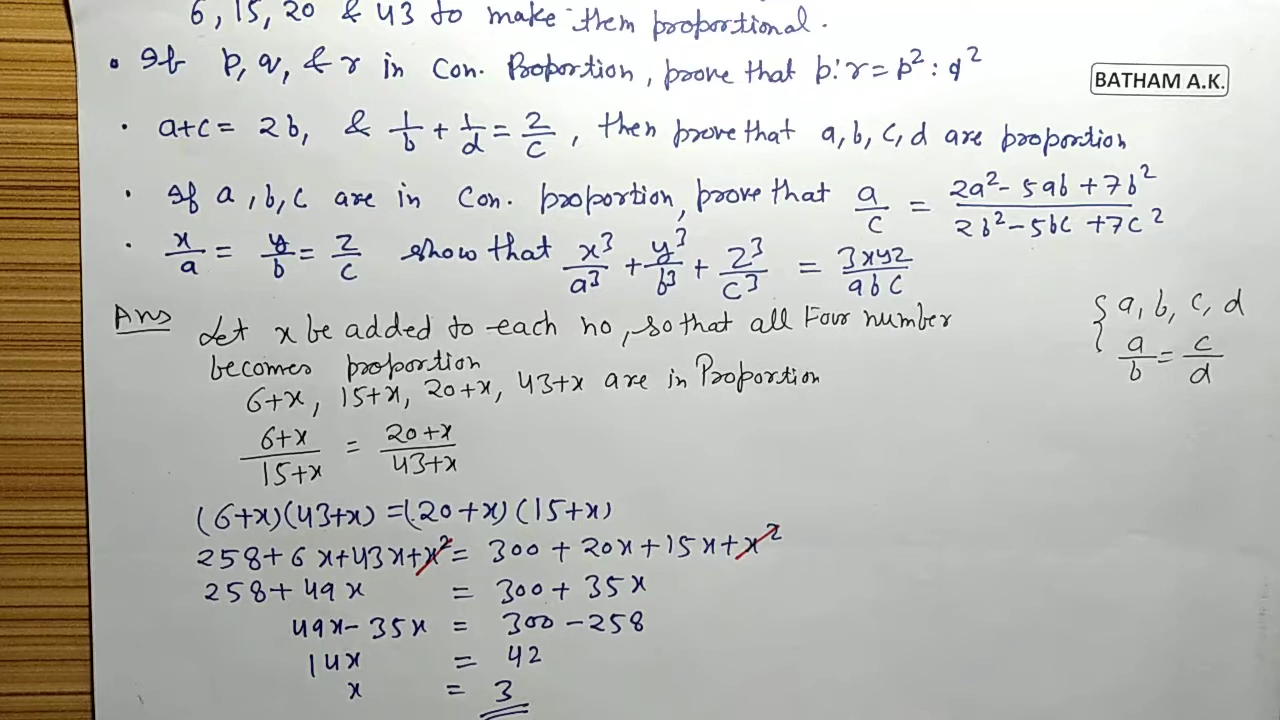 6, 15, 20 & 43 to make them proportional.
• If p, q, & r in Con. Proportion, prove that p:r = p² : q²
BATHAM A.K.
• a+c = 2b, & 1/b + 1/d = 2/c, then prove that a, b, c, d are proportion
• If a, b, c are in Con. proportion, prove that a/c = (2a² - 5ab + 7b²)/(2b² - 5bc + 7c²)
• x/a = y/b = z/c show that x³/a³ + y³/b³ + z³/c³ = 3xyz/abc
Ans Let x be added to each no, so that all Four number
becomes proportion
{ a, b, c, d
a/b = c/d
6+x, 15+x, 20+x, 43+x are in Proportion
(6+x)/(15+x) = (20+x)/(43+x)
(6+x)(43+x) = (20+x)(15+x)
258 + 6x + 43x + x² = 300 + 20x + 15x + x²
258 + 49x = 300 + 35x
49x - 35x = 300 - 258
14x = 42
x = 3